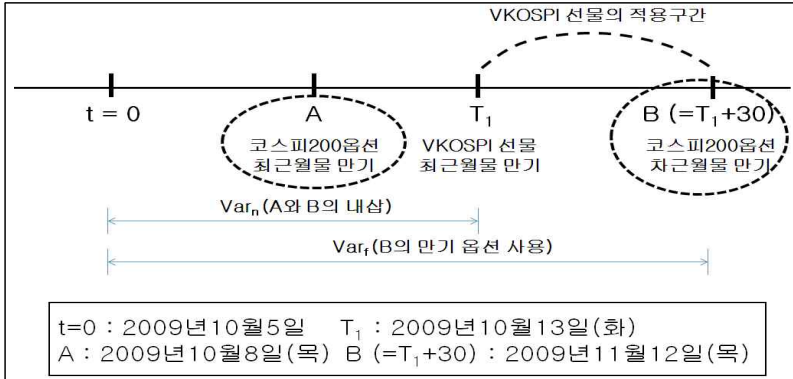 VKOSPI 선물의 적용구간
t = 0
A
T₁
B (=T₁+30)
코스피200옵션
최근월물 만기
VKOSPI 선물
최근월물 만기
코스피200옵션
차근월물 만기
Varₙ(A와 B의 내삽)
Var_f(B의 만기 옵션 사용)
t=0 : 2009년10월5일 T₁ : 2009년10월13일(화)
A : 2009년10월8일(목) B (=T₁+30) : 2009년11월12일(목)